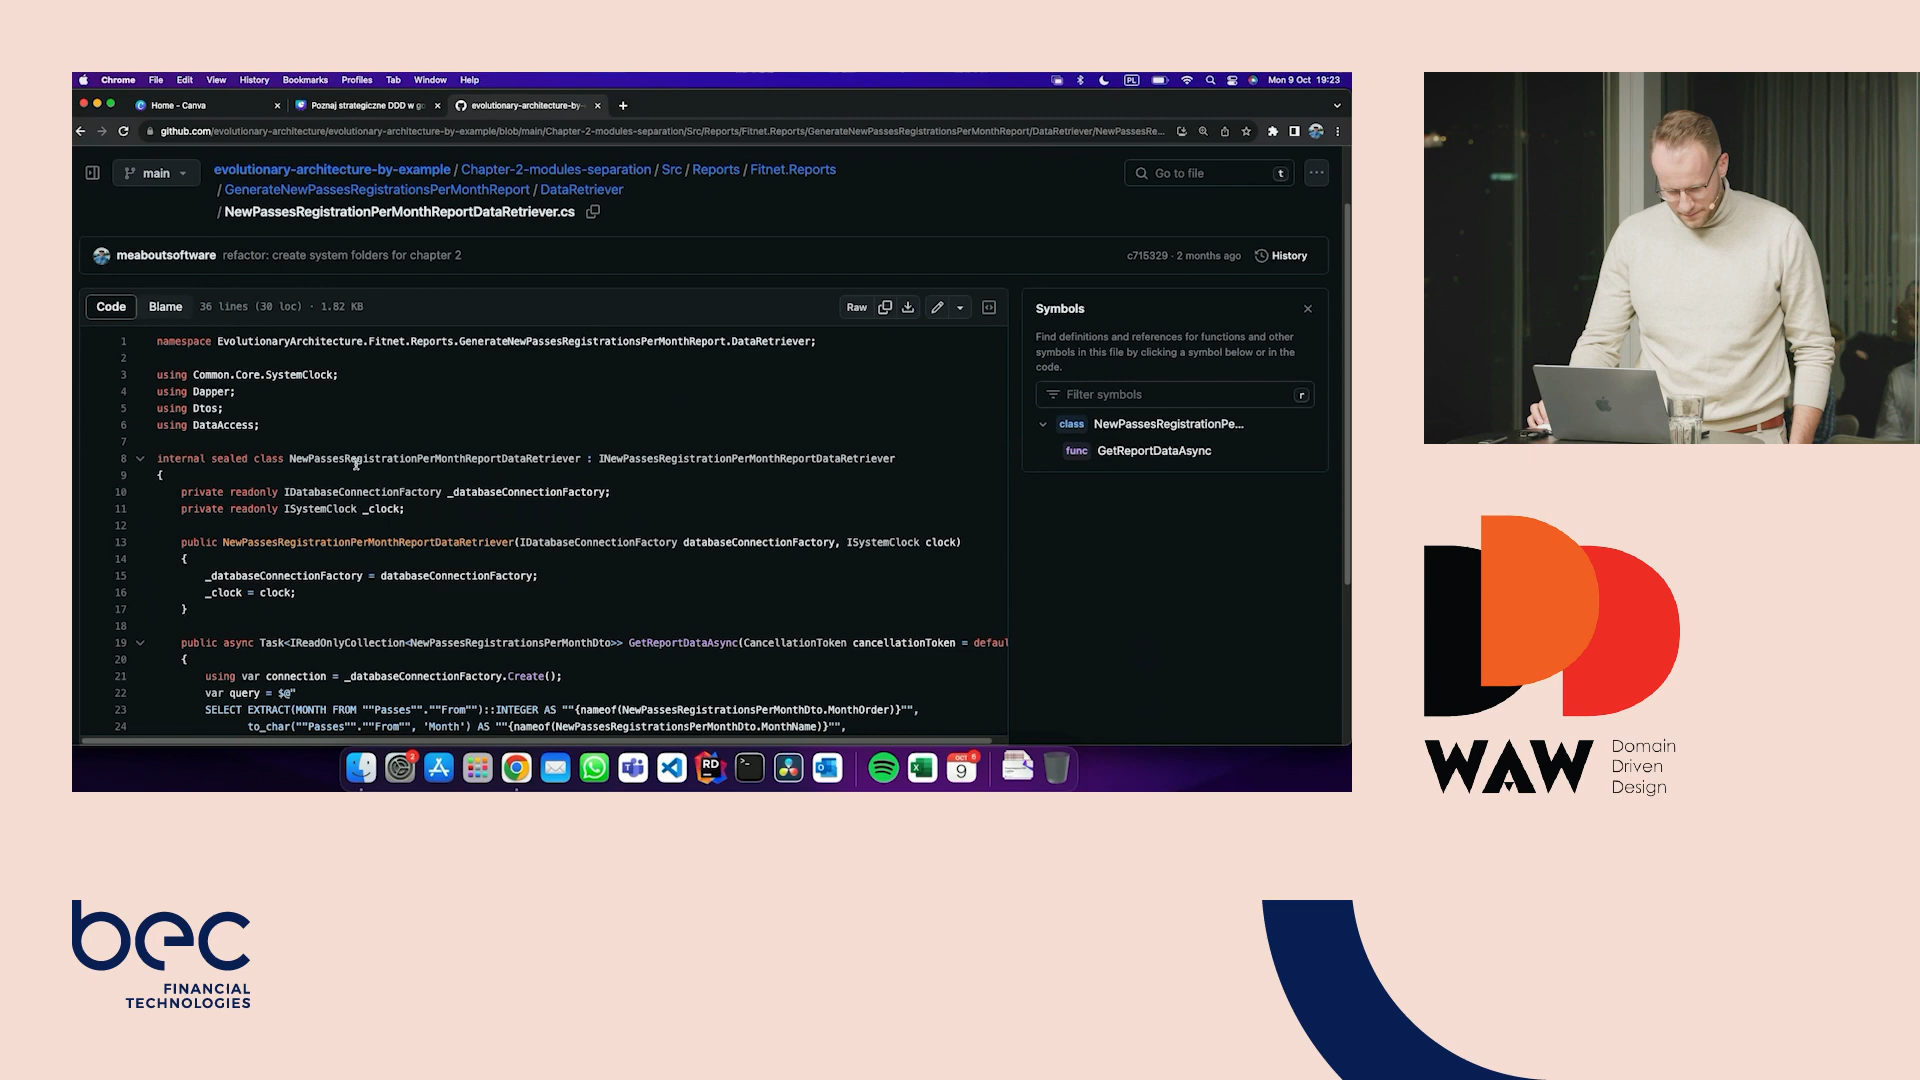 Chrome File Edit View History Bookmarks Profiles Tab Window Help PL Mon 9 Oct 19:23
Home - Canva Poznaj strategiczne DDD w go evolutionary-architecture-by-
github.com/evolutionary-architecture/evolutionary-architecture-by-example/blob/main/Chapter-2-modules-separation/Src/Reports/Fitnet.Reports/GenerateNewPassesRegistrationsPerMonthReport/DataRetriever/NewPassesRe...
main
evolutionary-architecture-by-example / Chapter-2-modules-separation / Src / Reports / Fitnet.Reports
/ GenerateNewPassesRegistrationsPerMonthReport / DataRetriever
/ NewPassesRegistrationPerMonthReportDataRetriever.cs
Go to file t
meaboutsoftware refactor: create system folders for chapter 2 c715329 · 2 months ago History
Code Blame 36 lines (30 loc) · 1.82 KB Raw
1 namespace EvolutionaryArchitecture.Fitnet.Reports.GenerateNewPassesRegistrationsPerMonthReport.DataRetriever;
2
3 using Common.Core.SystemClock;
4 using Dapper;
5 using Dtos;
6 using DataAccess;
7
8 internal sealed class NewPassesRegistrationPerMonthReportDataRetriever : INewPassesRegistrationPerMonthReportDataRetriever
9 {
10 private readonly IDatabaseConnectionFactory _databaseConnectionFactory;
11 private readonly ISystemClock _clock;
12
13 public NewPassesRegistrationPerMonthReportDataRetriever(IDatabaseConnectionFactory databaseConnectionFactory, ISystemClock clock)
14 {
15 _databaseConnectionFactory = databaseConnectionFactory;
16 _clock = clock;
17 }
18
19 public async Task<IReadOnlyCollection<NewPassesRegistrationsPerMonthDto>> GetReportDataAsync(CancellationToken cancellationToken = defaul
20 {
21 using var connection = _databaseConnectionFactory.Create();
22 var query = $@"
23 SELECT EXTRACT(MONTH FROM ""Passes"".""From"")::INTEGER AS ""{nameof(NewPassesRegistrationsPerMonthDto.MonthOrder)}"",
24 to_char(""Passes"".""From"", 'Month') AS ""{nameof(NewPassesRegistrationsPerMonthDto.MonthName)}"",
Symbols
Find definitions and references for functions and other
symbols in this file by clicking a symbol below or in the
code.
Filter symbols r
class NewPassesRegistrationPe...
func GetReportDataAsync
2
RD
OCT 6
9
WAW
Domain
Driven
Design
bec
FINANCIAL
TECHNOLOGIES